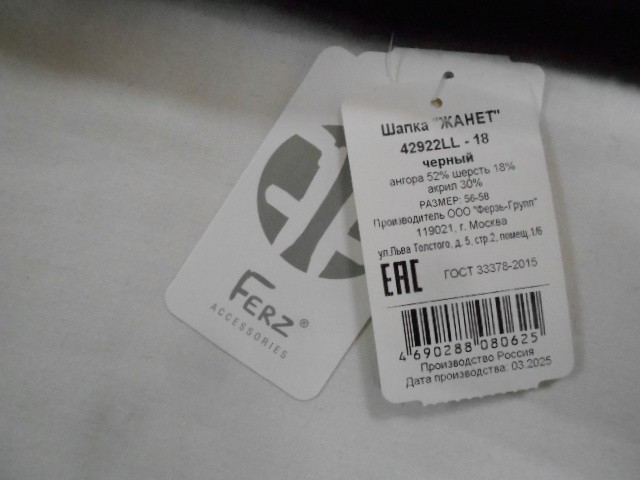 Шапка "ЖАНЕТ"
42922LL - 18
черный
ангора 52% шерсть 18%
акрил 30%
РАЗМЕР: 56-58
Производитель ООО "Ферзь-Групп"
119021, г. Москва
ул.Льва Толстого, д. 5, стр.2, помещ.1/6
ЕАС
ГОСТ 33378-2015
4 690288 080625
Производство Россия
Дата производства: 03.2025
FERZ®
ACCESSORIES